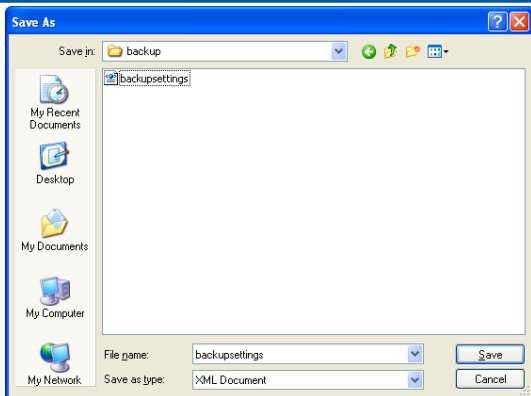 Save As
Save in:
backup
backupsettings
My Recent
Documents
Desktop
My Documents
My Computer
My Network
File name:
backupsettings
Save
Save as type:
XML Document
Cancel